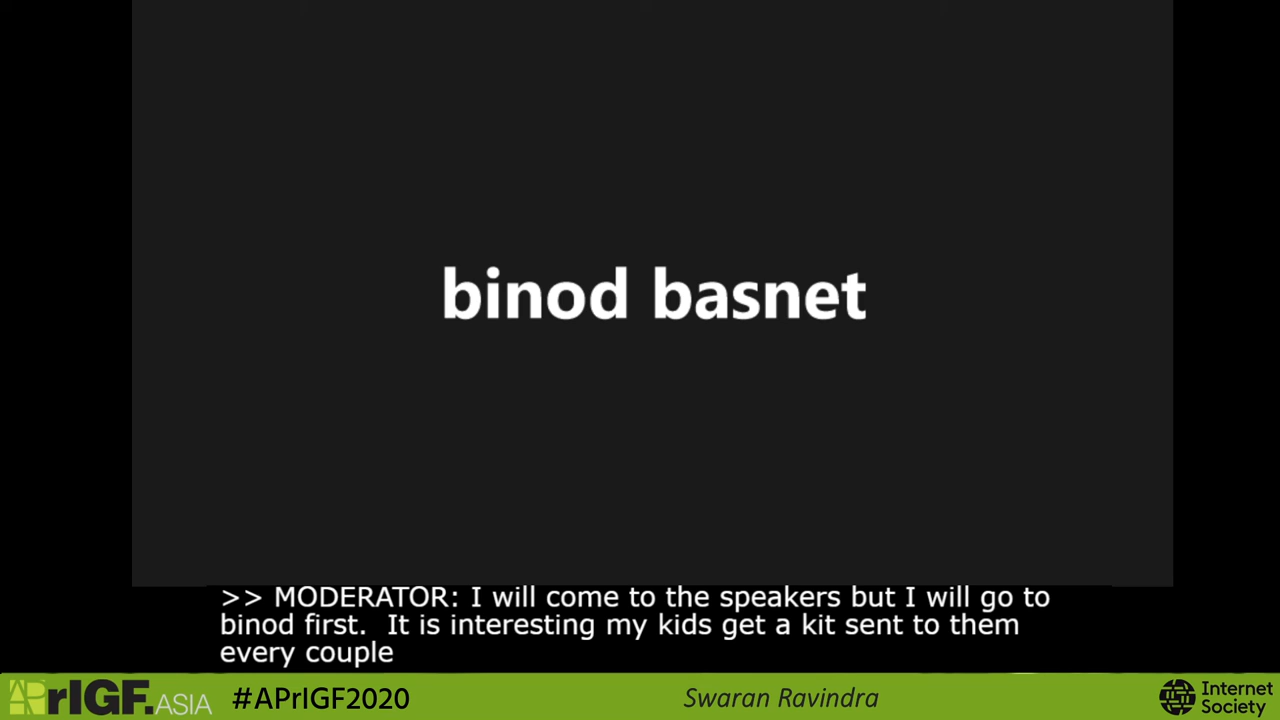 binod basnet
>> MODERATOR: I will come to the speakers but I will go to
binod first.  It is interesting my kids get a kit sent to them
every couple
APrIGF.ASIA #APrIGF2020 Swaran Ravindra Internet
Society